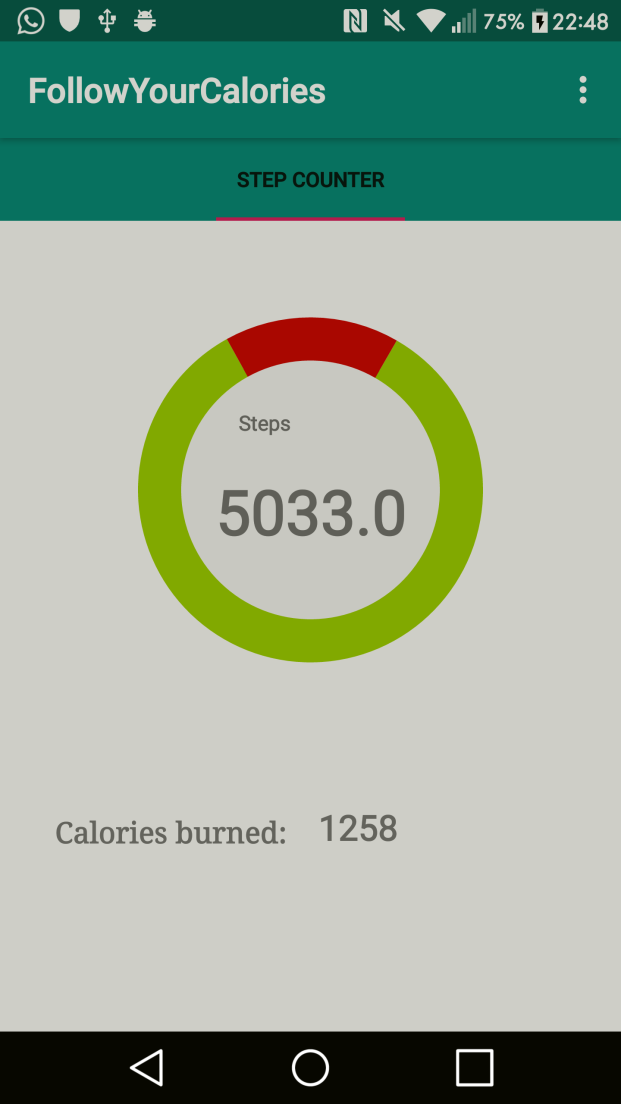 75% 22:48
FollowYourCalories
STEP COUNTER
Steps
5033.0
Calories burned: 1258